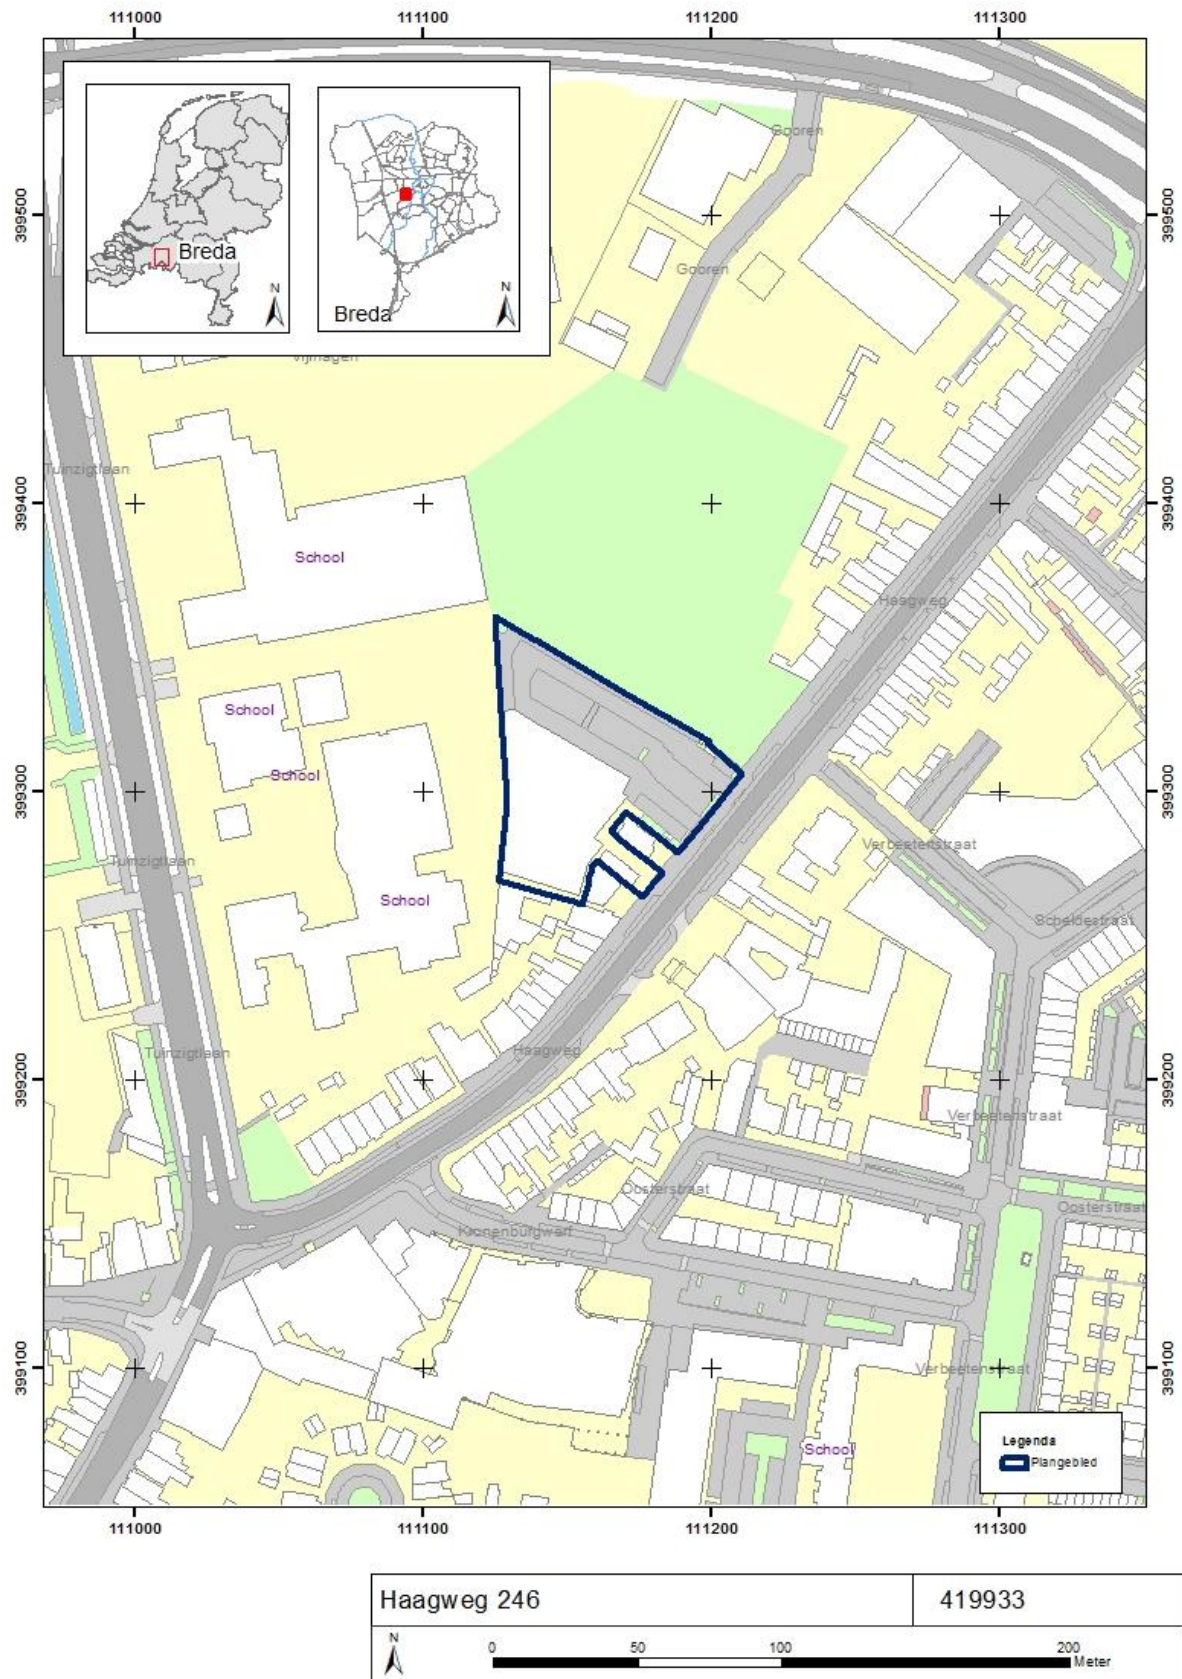 111000 111100 111200 111300
Gooren
399500 399500
Breda
N
Breda
N
Gooren
Tuinzigtlaan
399400 399400
School
Haagweg
School
School
399300 399300
Verbeetenstraat
Tuinzigtlaan
School
Scheldestraat
Tuinzigtlaan
Haagweg
399200 399200
Verbeetenstraat
Oosterstraat
Oosterstraat
Kronenburgwerf
399100 399100
Verbeetenstraat
School
Legenda
Plangebied
111000 111100 111200 111300
Haagweg 246 419933
N
0 50 100 200
Meter